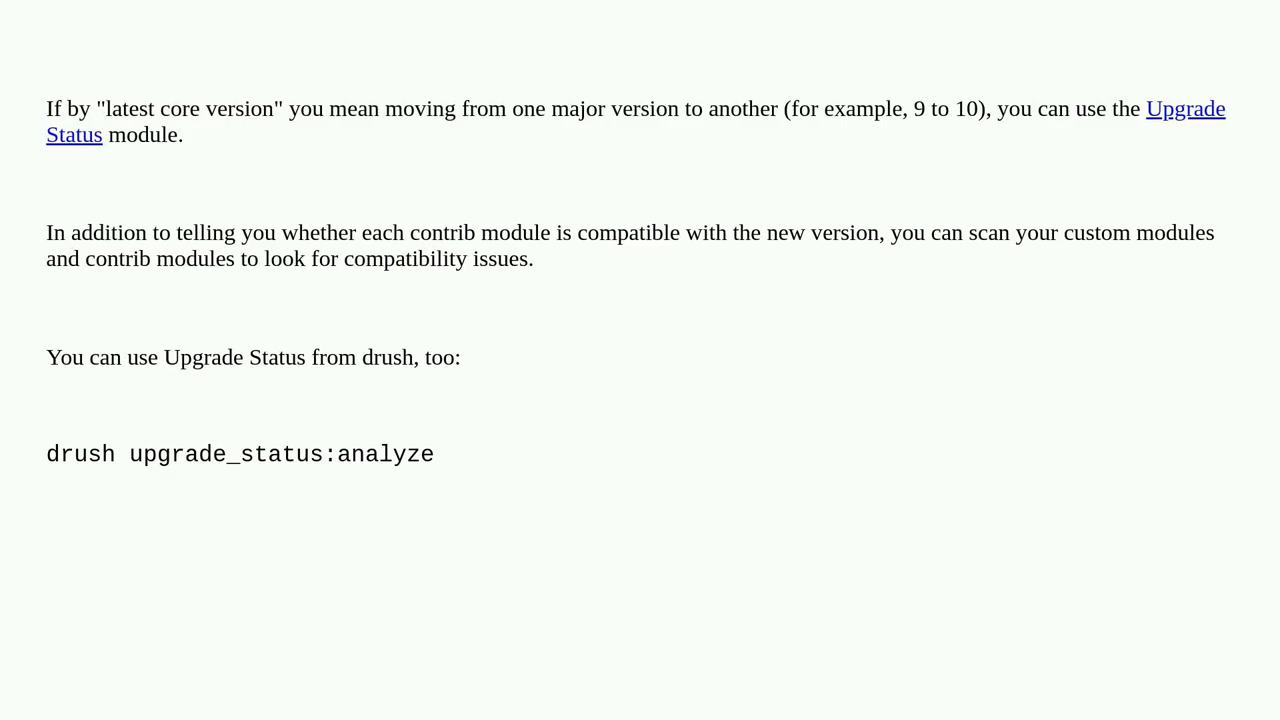 If by "latest core version" you mean moving from one major version to another (for example, 9 to 10), you can use the Upgrade
Status module.
In addition to telling you whether each contrib module is compatible with the new version, you can scan your custom modules
and contrib modules to look for compatibility issues.
You can use Upgrade Status from drush, too:
drush upgrade_status:analyze